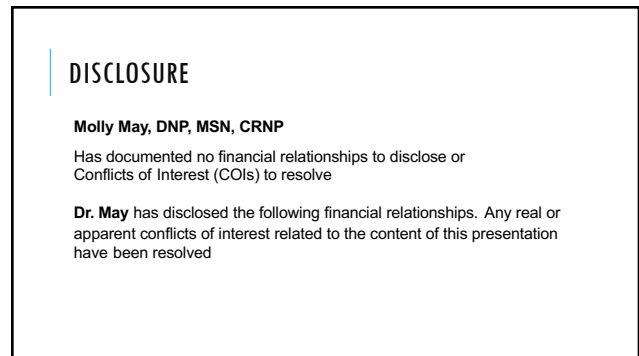 DISCLOSURE
Molly May, DNP, MSN, CRNP
Has documented no financial relationships to disclose or
Conflicts of Interest (COIs) to resolve
Dr. May has disclosed the following financial relationships. Any real or
apparent conflicts of interest related to the content of this presentation
have been resolved